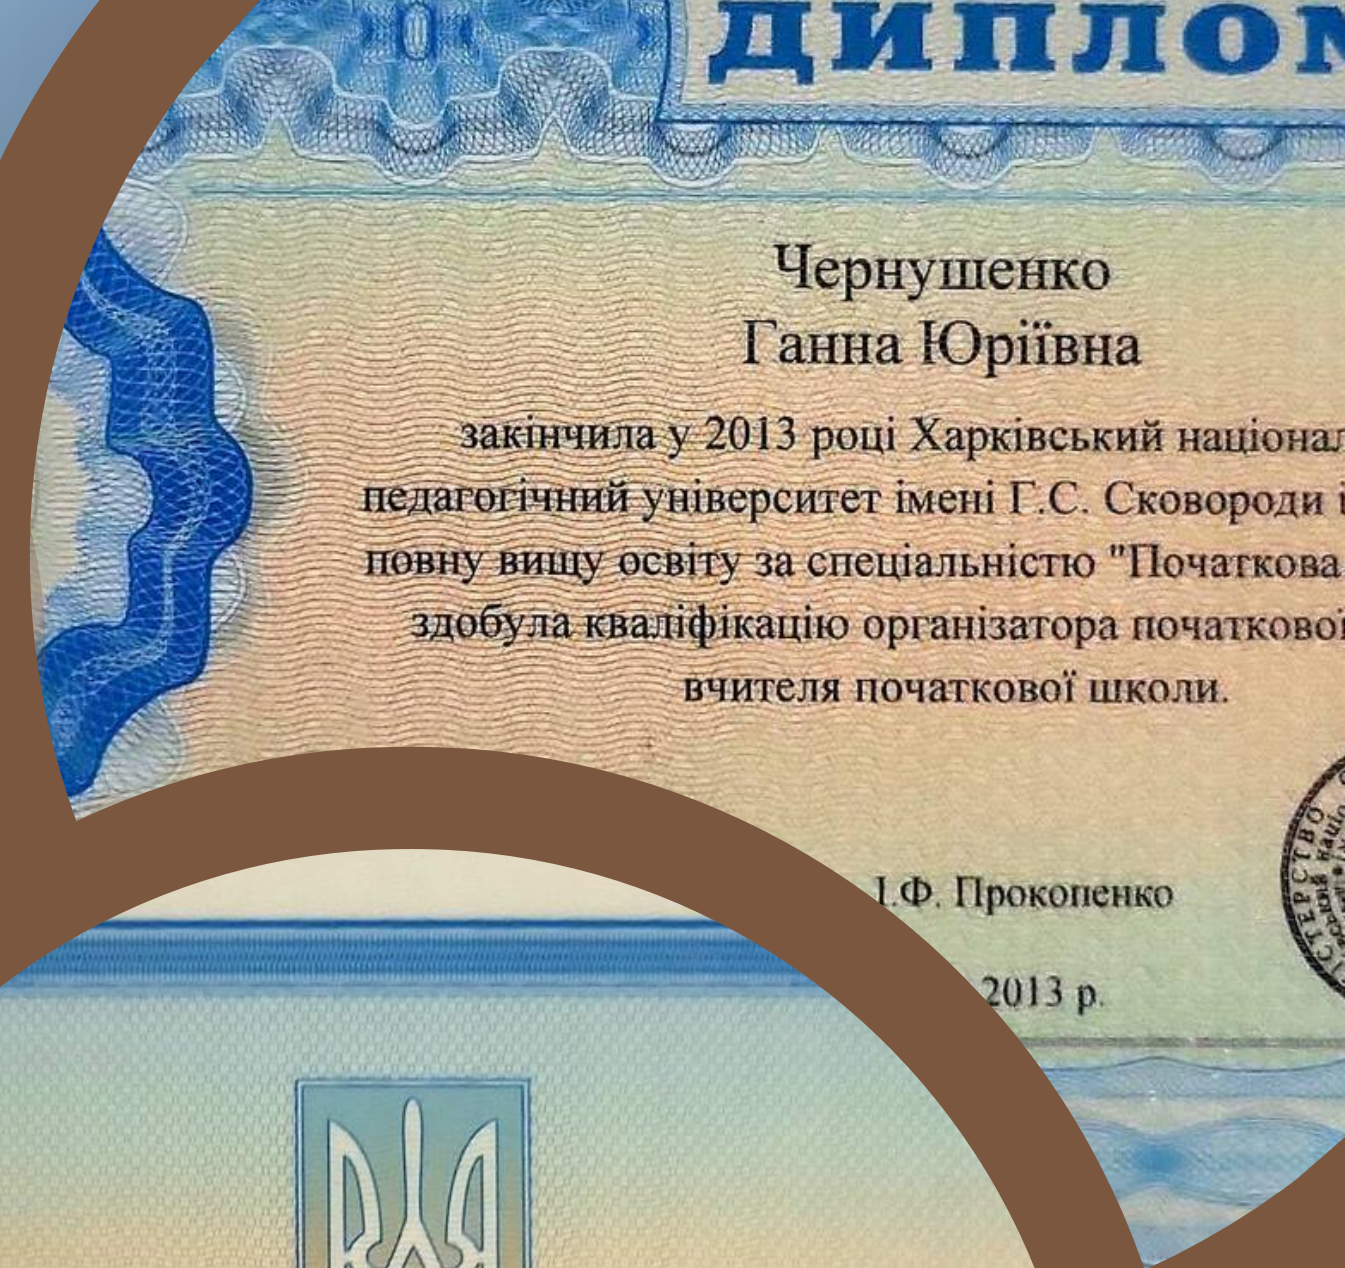 ДИПЛОМ
Чернушенко
Ганна Юріївна
закінчила у 2013 році Харківський націонал
педагогічний університет імені Г.С. Сковороди і
повну вищу освіту за спеціальністю "Початкова
здобула кваліфікацію організатора початкової
вчителя початкової школи.
І.Ф. Прокопенко
2013 р.
ІСТЕРСТВО